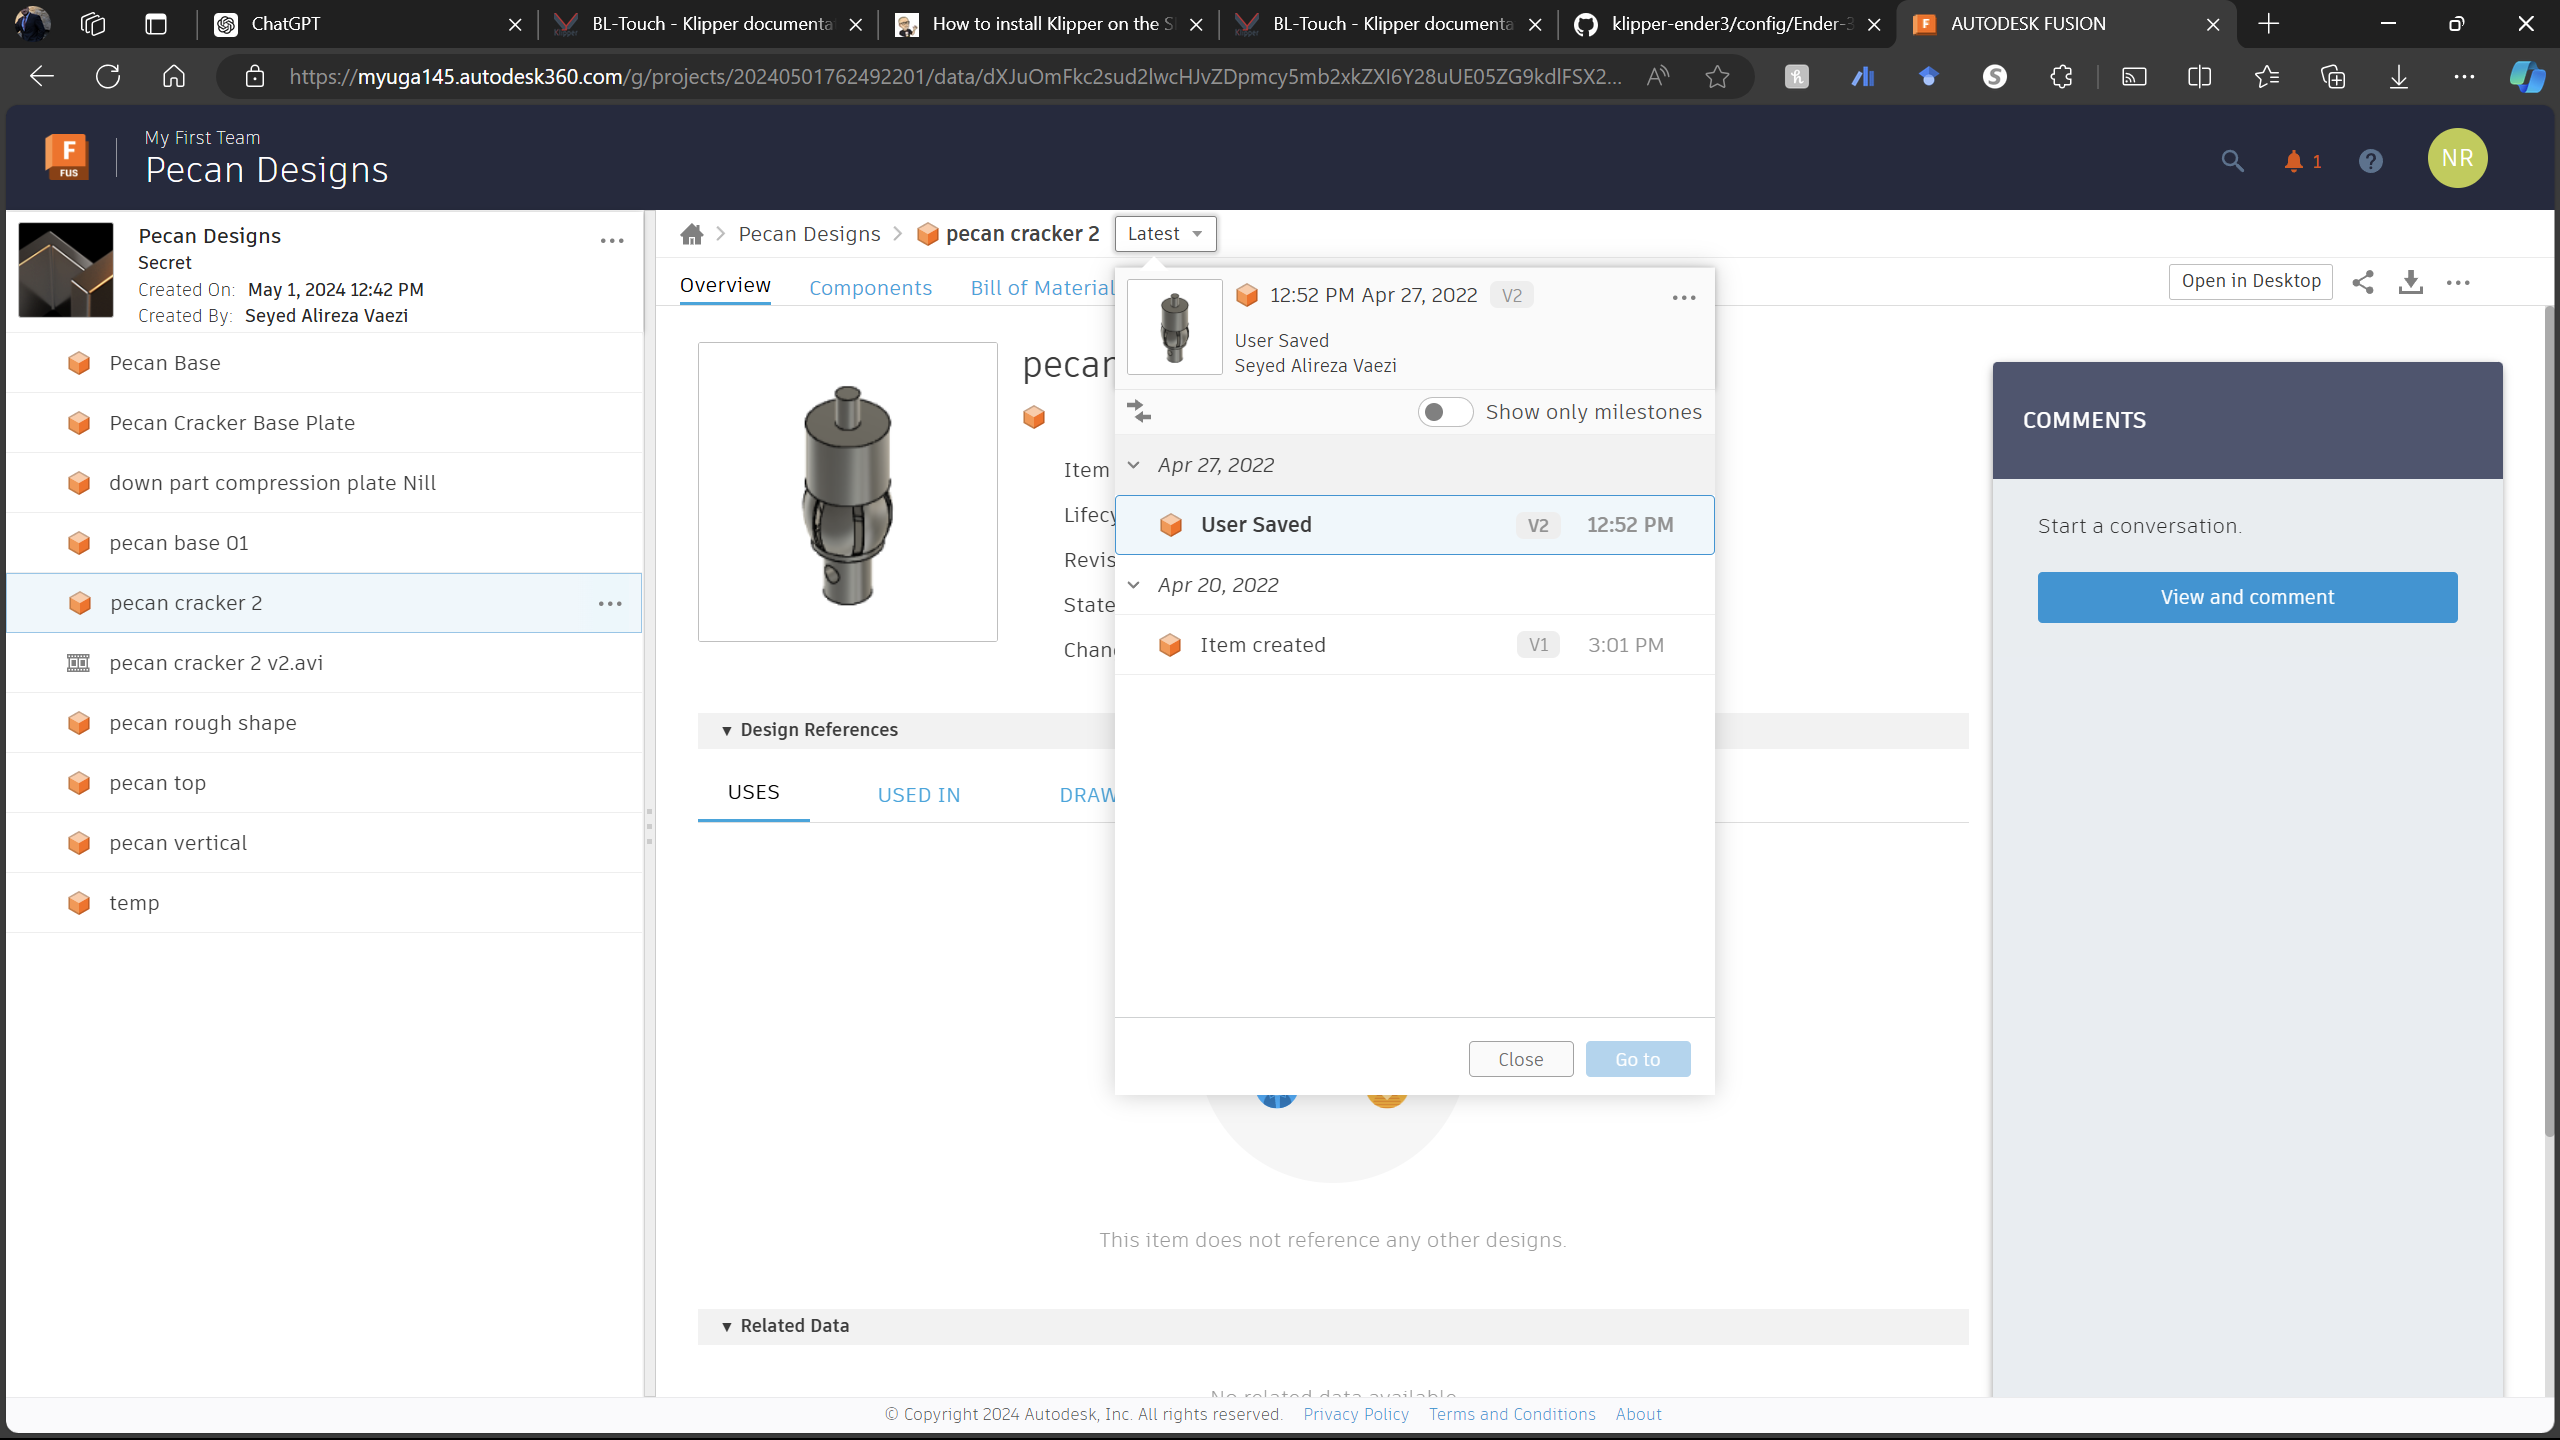 ChatGPT
BL-Touch - Klipper documenta
How to install Klipper on the S
BL-Touch - Klipper documenta
klipper-ender3/config/Ender-3
AUTODESK FUSION
https://myuga145.autodesk360.com/g/projects/20240501762492201/data/dXJuOmFkc2sud2lwcHJvZDpmcy5mb2xkZXI6Y28uUE05ZG9kdlFSX2...
F
FUS
My First Team
Pecan Designs
1
NR
Pecan Designs
Secret
Created On: May 1, 2024 12:42 PM
Created By: Seyed Alireza Vaezi
Pecan Base
Pecan Cracker Base Plate
down part compression plate Nill
pecan base 01
pecan cracker 2
pecan cracker 2 v2.avi
pecan rough shape
pecan top
pecan vertical
temp
Pecan Designs
pecan cracker 2
Latest
Overview
Components
Bill of Material
Open in Desktop
pecan
Item
Lifecy
Revis
State
Chan
12:52 PM Apr 27, 2022 V2
User Saved
Seyed Alireza Vaezi
Show only milestones
Apr 27, 2022
User Saved V2 12:52 PM
Apr 20, 2022
Item created V1 3:01 PM
Close
Go to
Design References
USES
USED IN
DRAW
This item does not reference any other designs.
Related Data
No related data available
COMMENTS
Start a conversation.
View and comment
© Copyright 2024 Autodesk, Inc. All rights reserved. Privacy Policy Terms and Conditions About